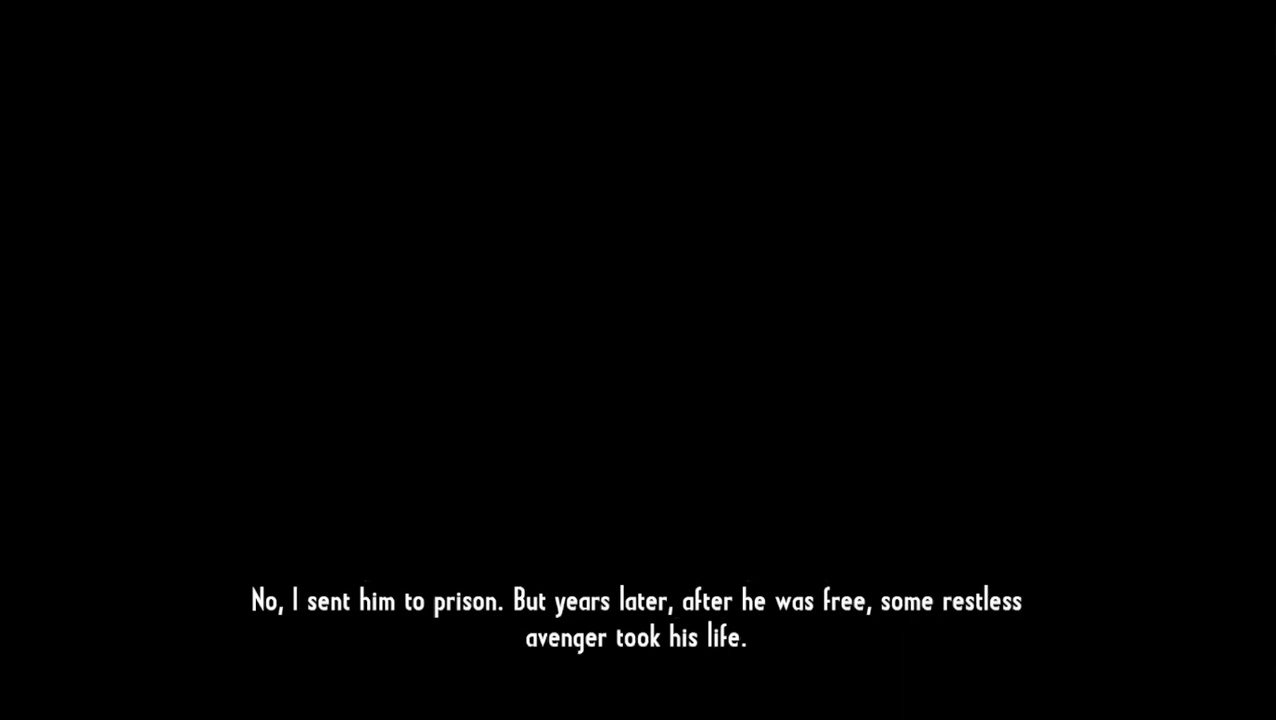 No, I sent him to prison. But years later, after he was free, some restless
avenger took his life.